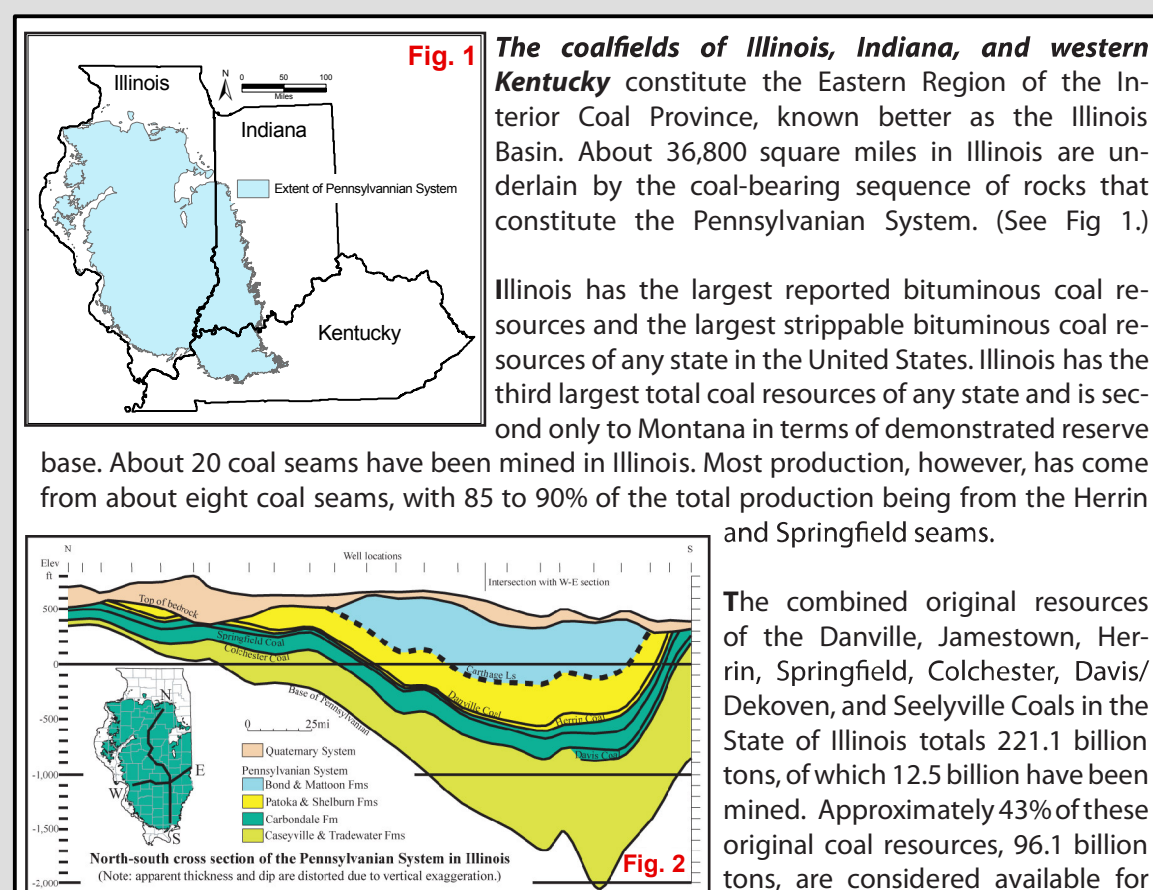 Fig. 1
Illinois
N
0 50 100
Miles
Indiana
Extent of Pennsylvannian System
Kentucky
The coalfields of Illinois, Indiana, and western
Kentucky constitute the Eastern Region of the In-
terior Coal Province, known better as the Illinois
Basin. About 36,800 square miles in Illinois are un-
derlain by the coal-bearing sequence of rocks that
constitute the Pennsylvanian System. (See Fig 1.)
Illinois has the largest reported bituminous coal re-
sources and the largest strippable bituminous coal re-
sources of any state in the United States. Illinois has the
third largest total coal resources of any state and is sec-
ond only to Montana in terms of demonstrated reserve
base. About 20 coal seams have been mined in Illinois. Most production, however, has come
from about eight coal seams, with 85 to 90% of the total production being from the Herrin
and Springfield seams.
N
Well locations
S
Elev
ft
Intersection with W-E section
500
0
-500
-1,000
-1,500
-2,000
Top of bedrock
Springfield Coal
Colchester Coal
Base of Pennsylvanian
Carthage Ls
Danville Coal
Herrin Coal
Davis Coal
N
E
W
S
0 25mi
Quaternary System
Pennsylvanian System
Bond & Mattoon Fms
Patoka & Shelburn Fms
Carbondale Fm
Caseyville & Tradewater Fms
North-south cross section of the Pennsylvanian System in Illinois
(Note: apparent thickness and dip are distorted due to vertical exaggeration.)
Fig. 2
The combined original resources
of the Danville, Jamestown, Her-
rin, Springfield, Colchester, Davis/
Dekoven, and Seelyville Coals in the
State of Illinois totals 221.1 billion
tons, of which 12.5 billion have been
mined. Approximately 43% of these
original coal resources, 96.1 billion
tons, are considered available for